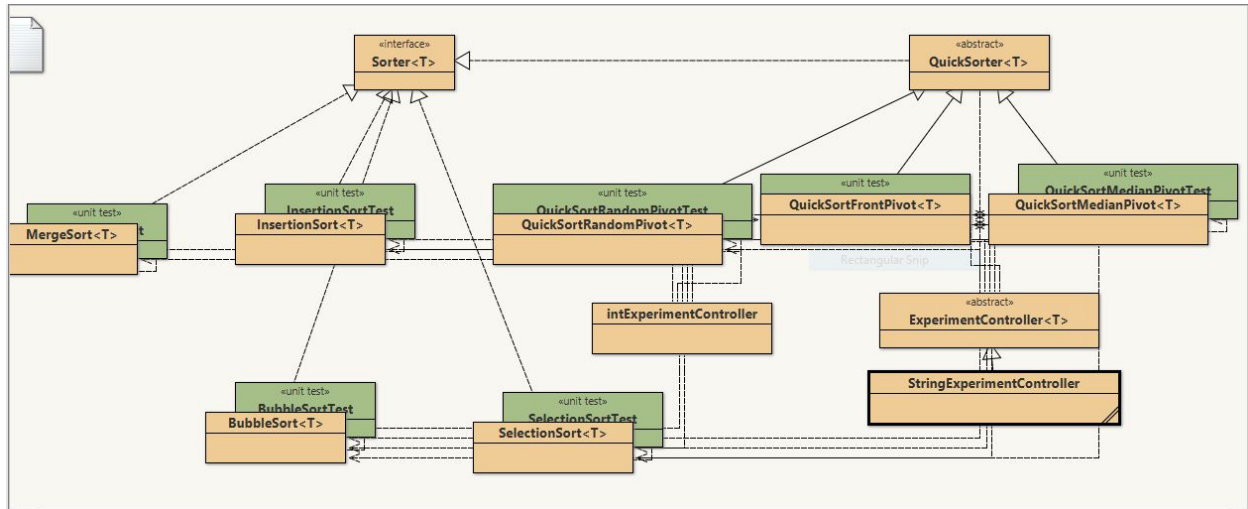 «interface»
Sorter<T>
«abstract»
QuickSorter<T>
«unit test»
InsertionSortTest
InsertionSort<T>
«unit test»
QuickSortRandomPivotTest
QuickSortRandomPivot<T>
«unit test»
QuickSortFrontPivot<T>
«unit test»
QuickSortMedianPivotTest
QuickSortMedianPivot<T>
«unit test»
t
MergeSort<T>
Rectangular Snip
intExperimentController
«abstract»
ExperimentController<T>
StringExperimentController
«unit test»
BubbleSortTest
BubbleSort<T>
«unit test»
SelectionSortTest
SelectionSort<T>